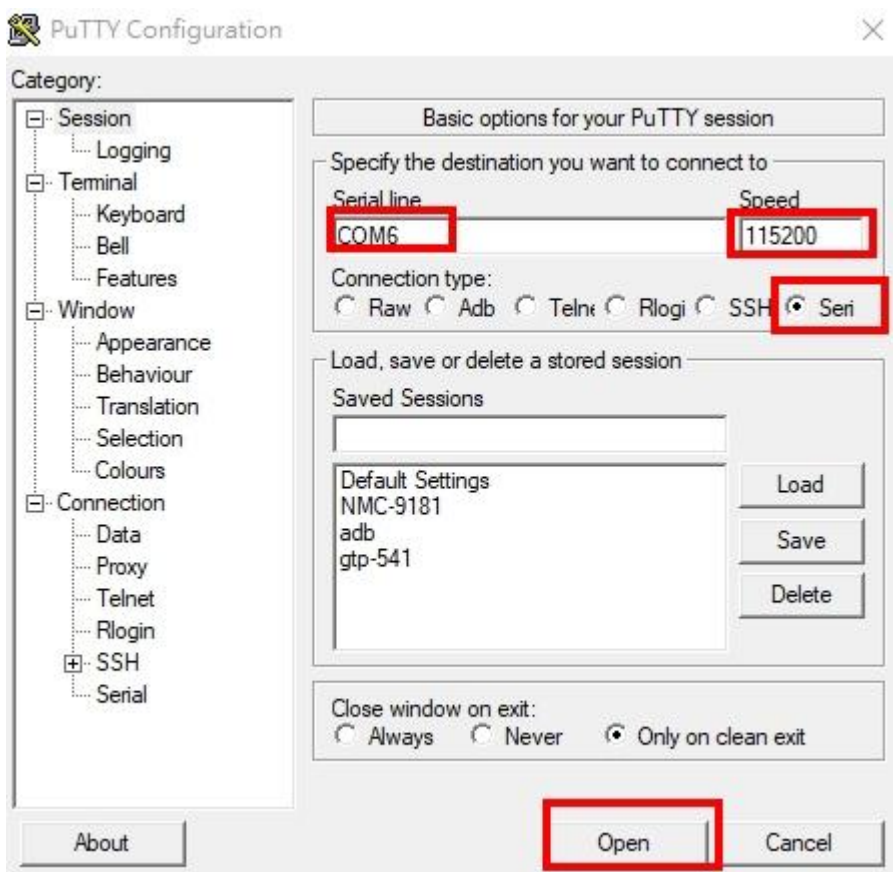 PuTTY Configuration
Category:
Session
Logging
Terminal
Keyboard
Bell
Features
Window
Appearance
Behaviour
Translation
Selection
Colours
Connection
Data
Proxy
Telnet
Rlogin
SSH
Serial
Basic options for your PuTTY session
Specify the destination you want to connect to
Serial line Speed
COM6 115200
Connection type:
Raw Adb Telne Rlogi SSH Seri
Load, save or delete a stored session
Saved Sessions
Default Settings
NMC-9181
adb
gtp-541
Load
Save
Delete
Close window on exit:
Always Never Only on clean exit
About Open Cancel